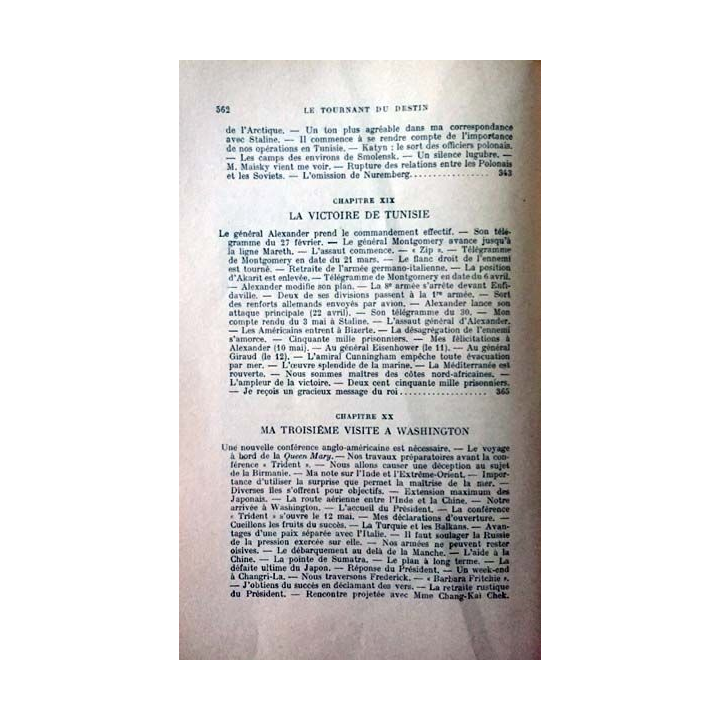 562 LE TOURNANT DU DESTIN
de l'Arctique. — Un ton plus agréable dans ma correspondance
avec Staline. — Il commence à se rendre compte de l'importance
de nos opérations en Tunisie. — Katyn : le sort des officiers polonais.
— Les camps des environs de Smolensk. — Un silence lugubre. —
M. Maisky vient me voir. — Rupture des relations entre les Polonais
et les Soviets. — L'omission de Nuremberg................. 343
CHAPITRE XIX
LA VICTOIRE DE TUNISIE
Le général Alexander prend le commandement effectif. — Son télé-
gramme du 27 février. — Le général Montgomery avance jusqu'à
la ligne Mareth. — L'assaut commence. — « Zip ». — Télégramme
de Montgomery en date du 21 mars. — Le flanc droit de l'ennemi
est tourné. — Retraite de l'armée germano-italienne. — La position
d'Akarit est enlevée. — Télégramme de Montgomery en date du 6 avril.
— Alexander modifie son plan. — La 8e armée s'arrête devant Enfi-
daville. — Deux de ses divisions passent à la 1re armée. — Sort
des renforts allemands envoyés par avion. — Alexander lance son
attaque principale (22 avril). — Son télégramme du 30. — Mon
compte rendu du 3 mai à Staline. — L'assaut général d'Alexander.
— Les Américains entrent à Bizerte. — La désagrégation de l'ennemi
s'amorce. — Cinquante mille prisonniers. — Mes félicitations à
Alexander (10 mai). — Au général Eisenhower (le 11). — Au général
Giraud (le 12). — L'amiral Cunningham empêche toute évacuation
par mer. — L'œuvre splendide de la marine. — La Méditerranée est
rouverte. — Nous sommes maîtres des côtes nord-africaines. —
L'ampleur de la victoire. — Deux cent cinquante mille prisonniers.
— Je reçois un gracieux message du roi.................... 365
CHAPITRE XX
MA TROISIÈME VISITE A WASHINGTON
Une nouvelle conférence anglo-américaine est nécessaire. — Le voyage
à bord de la Queen Mary. — Nos travaux préparatoires avant la con-
férence « Trident ». — Nous allons causer une déception au sujet
de la Birmanie. — Ma note sur l'Inde et l'Extrême-Orient. — Impor-
tance d'utiliser la surprise que permet la maîtrise de la mer. —
Diverses îles s'offrent pour objectifs. — Extension maximum des
Japonais. — La route aérienne entre l'Inde et la Chine. — Notre
arrivée à Washington. — L'accueil du Président. — La conférence
« Trident » s'ouvre le 12 mai. — Mes déclarations d'ouverture. —
Cueillons les fruits du succès. — La Turquie et les Balkans. — Avan-
tages d'une paix séparée avec l'Italie. — Il faut soulager la Russie
de la pression exercée sur elle. — Nos armées ne peuvent rester
oisives. — Le débarquement au delà de la Manche. — L'aide à la
Chine. — La pointe de Sumatra. — Le plan à long terme. — La
défaite ultime du Japon. — Réponse du Président. — Un week-end
à Changri-La. — Nous traversons Frederick. — « Barbara Fritchie ».
— J'obtiens du succès en déclamant des vers. — La retraite rustique
du Président. — Rencontre projetée avec Mme Chang-Kai Chek.